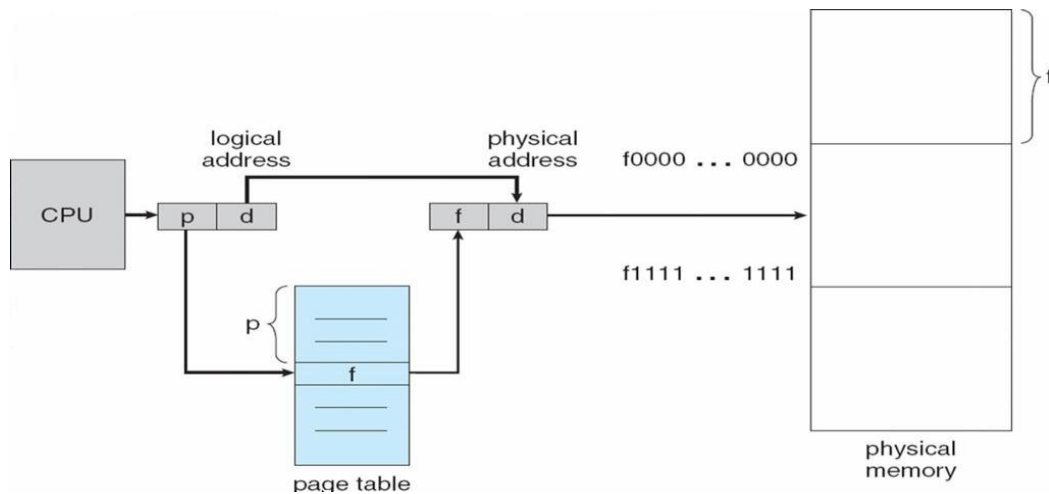 f
logical
address
physical
address
f0000 ... 0000
CPU
p
d
f
d
f1111 ... 1111
p
f
page table
physical
memory